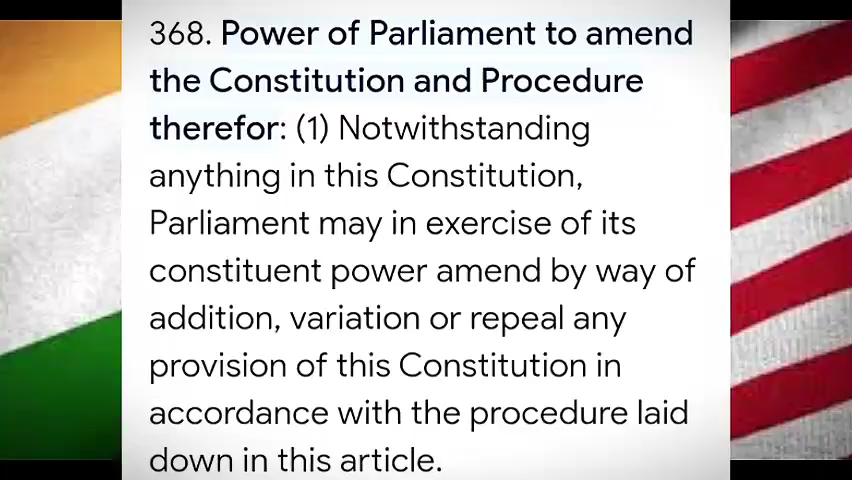 368. Power of Parliament to amend
the Constitution and Procedure
therefor: (1) Notwithstanding
anything in this Constitution,
Parliament may in exercise of its
constituent power amend by way of
addition, variation or repeal any
provision of this Constitution in
accordance with the procedure laid
down in this article.